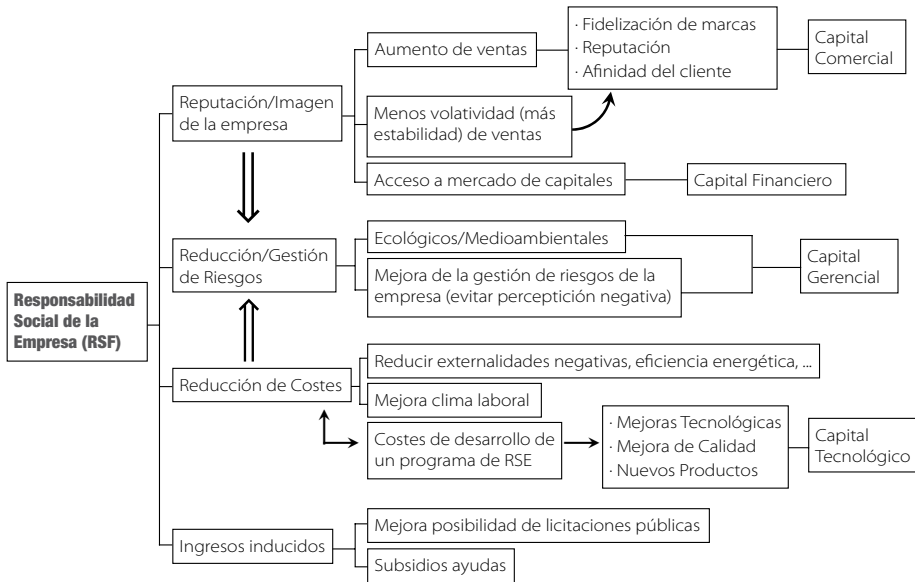 Responsabilidad
Social de la
Empresa (RSF)
Reputación/Imagen
de la empresa
Aumento de ventas
· Fidelización de marcas
· Reputación
· Afinidad del cliente
Capital
Comercial
Menos volatividad (más
estabilidad) de ventas
Acceso a mercado de capitales
Capital Financiero
Reducción/Gestión
de Riesgos
Ecológicos/Medioambientales
Mejora de la gestión de riesgos de la
empresa (evitar perceptición negativa)
Capital
Gerencial
Reducción de Costes
Reducir externalidades negativas, eficiencia energética, ...
Mejora clima laboral
Costes de desarrollo de
un programa de RSE
· Mejoras Tecnológicas
· Mejora de Calidad
· Nuevos Productos
Capital
Tecnológico
Ingresos inducidos
Mejora posibilidad de licitaciones públicas
Subsidios ayudas